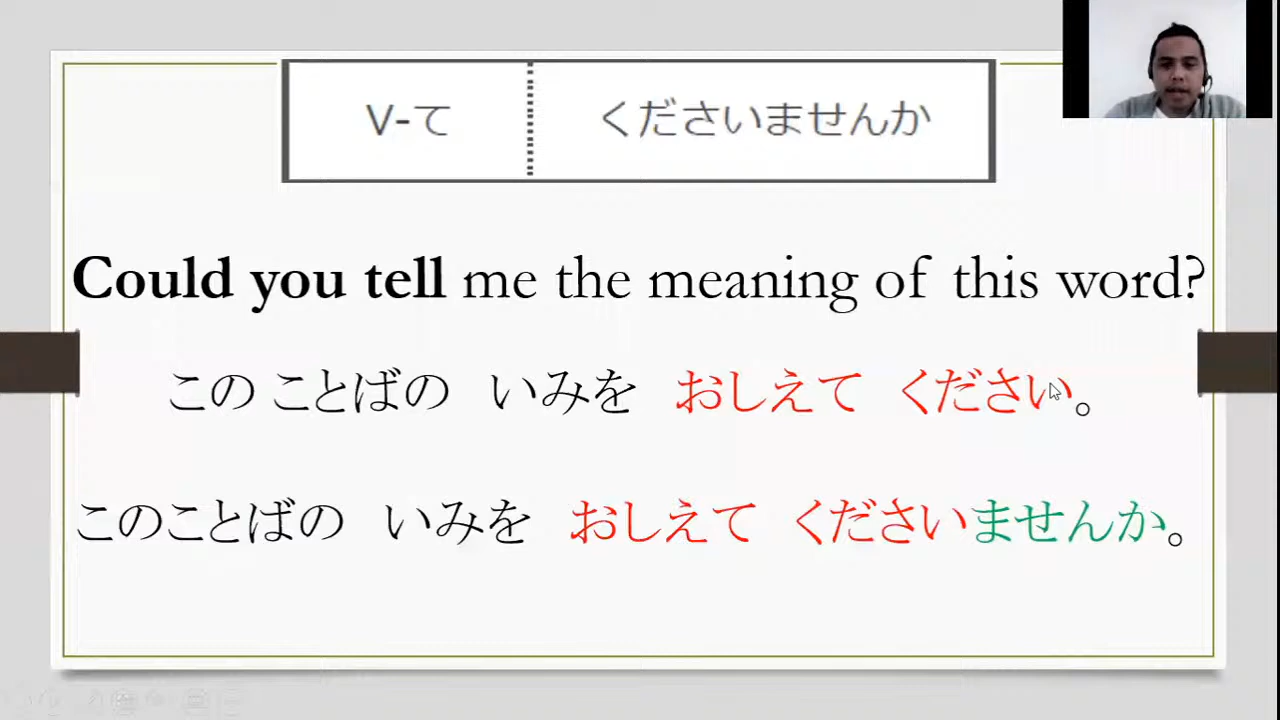 V-て くださいませんか
Could you tell me the meaning of this word?
この ことばの いみを おしえて ください。
このことばの いみを おしえて くださいませんか。